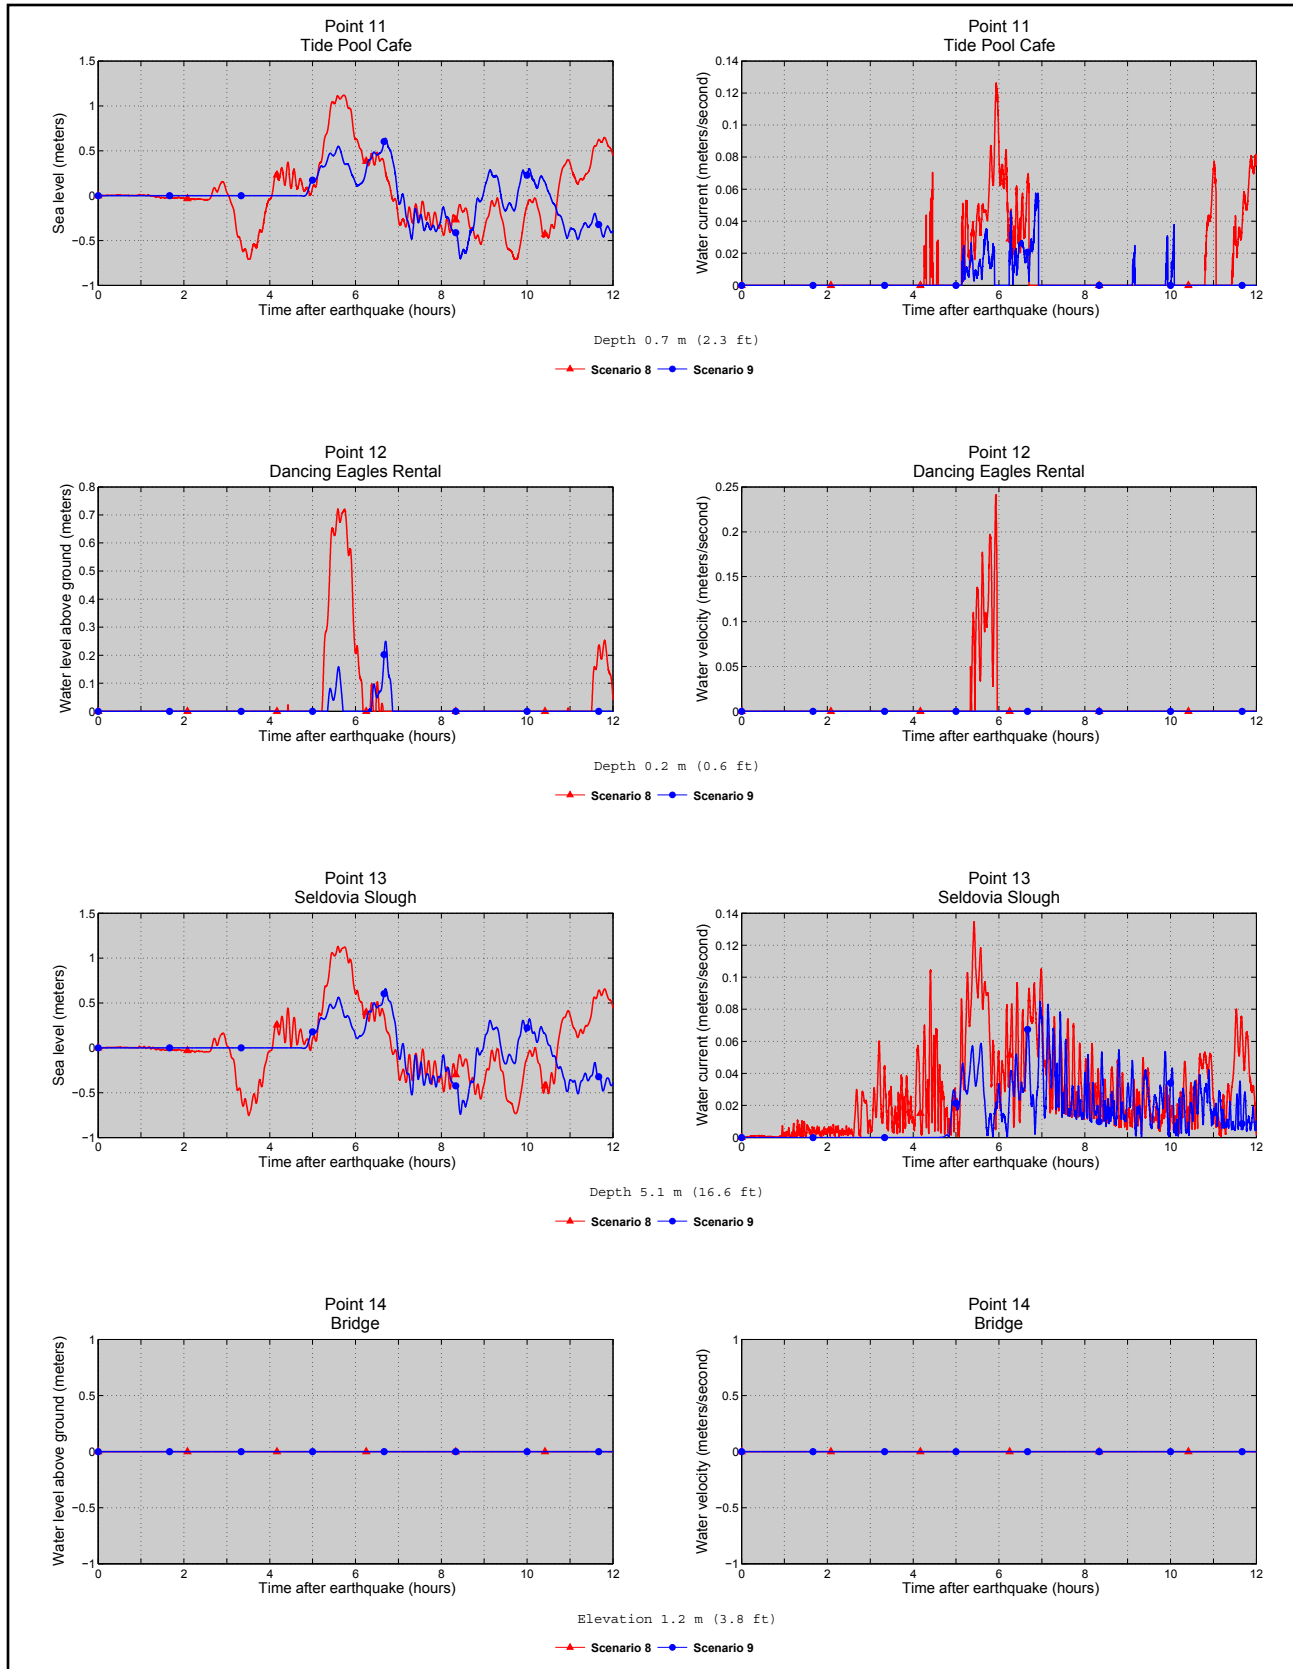 Point 11
Tide Pool Cafe
Sea level (meters)
1.5
1
0.5
0
−0.5
−1
0 2 4 6 8 10 12
Time after earthquake (hours)
Point 11
Tide Pool Cafe
Water current (meters/second)
0.14
0.12
0.1
0.08
0.06
0.04
0.02
0
0 2 4 6 8 10 12
Time after earthquake (hours)
Depth 0.7 m (2.3 ft)
Scenario 8 Scenario 9
Point 12
Dancing Eagles Rental
Water level above ground (meters)
0.8
0.7
0.6
0.5
0.4
0.3
0.2
0.1
0
0 2 4 6 8 10 12
Time after earthquake (hours)
Point 12
Dancing Eagles Rental
Water velocity (meters/second)
0.25
0.2
0.15
0.1
0.05
0
0 2 4 6 8 10 12
Time after earthquake (hours)
Depth 0.2 m (0.6 ft)
Scenario 8 Scenario 9
Point 13
Seldovia Slough
Sea level (meters)
1.5
1
0.5
0
−0.5
−1
0 2 4 6 8 10 12
Time after earthquake (hours)
Point 13
Seldovia Slough
Water current (meters/second)
0.14
0.12
0.1
0.08
0.06
0.04
0.02
0
0 2 4 6 8 10 12
Time after earthquake (hours)
Depth 5.1 m (16.6 ft)
Scenario 8 Scenario 9
Point 14
Bridge
Water level above ground (meters)
1
0.5
0
−0.5
−1
0 2 4 6 8 10 12
Time after earthquake (hours)
Point 14
Bridge
Water velocity (meters/second)
1
0.5
0
−0.5
−1
0 2 4 6 8 10 12
Time after earthquake (hours)
Elevation 1.2 m (3.8 ft)
Scenario 8 Scenario 9